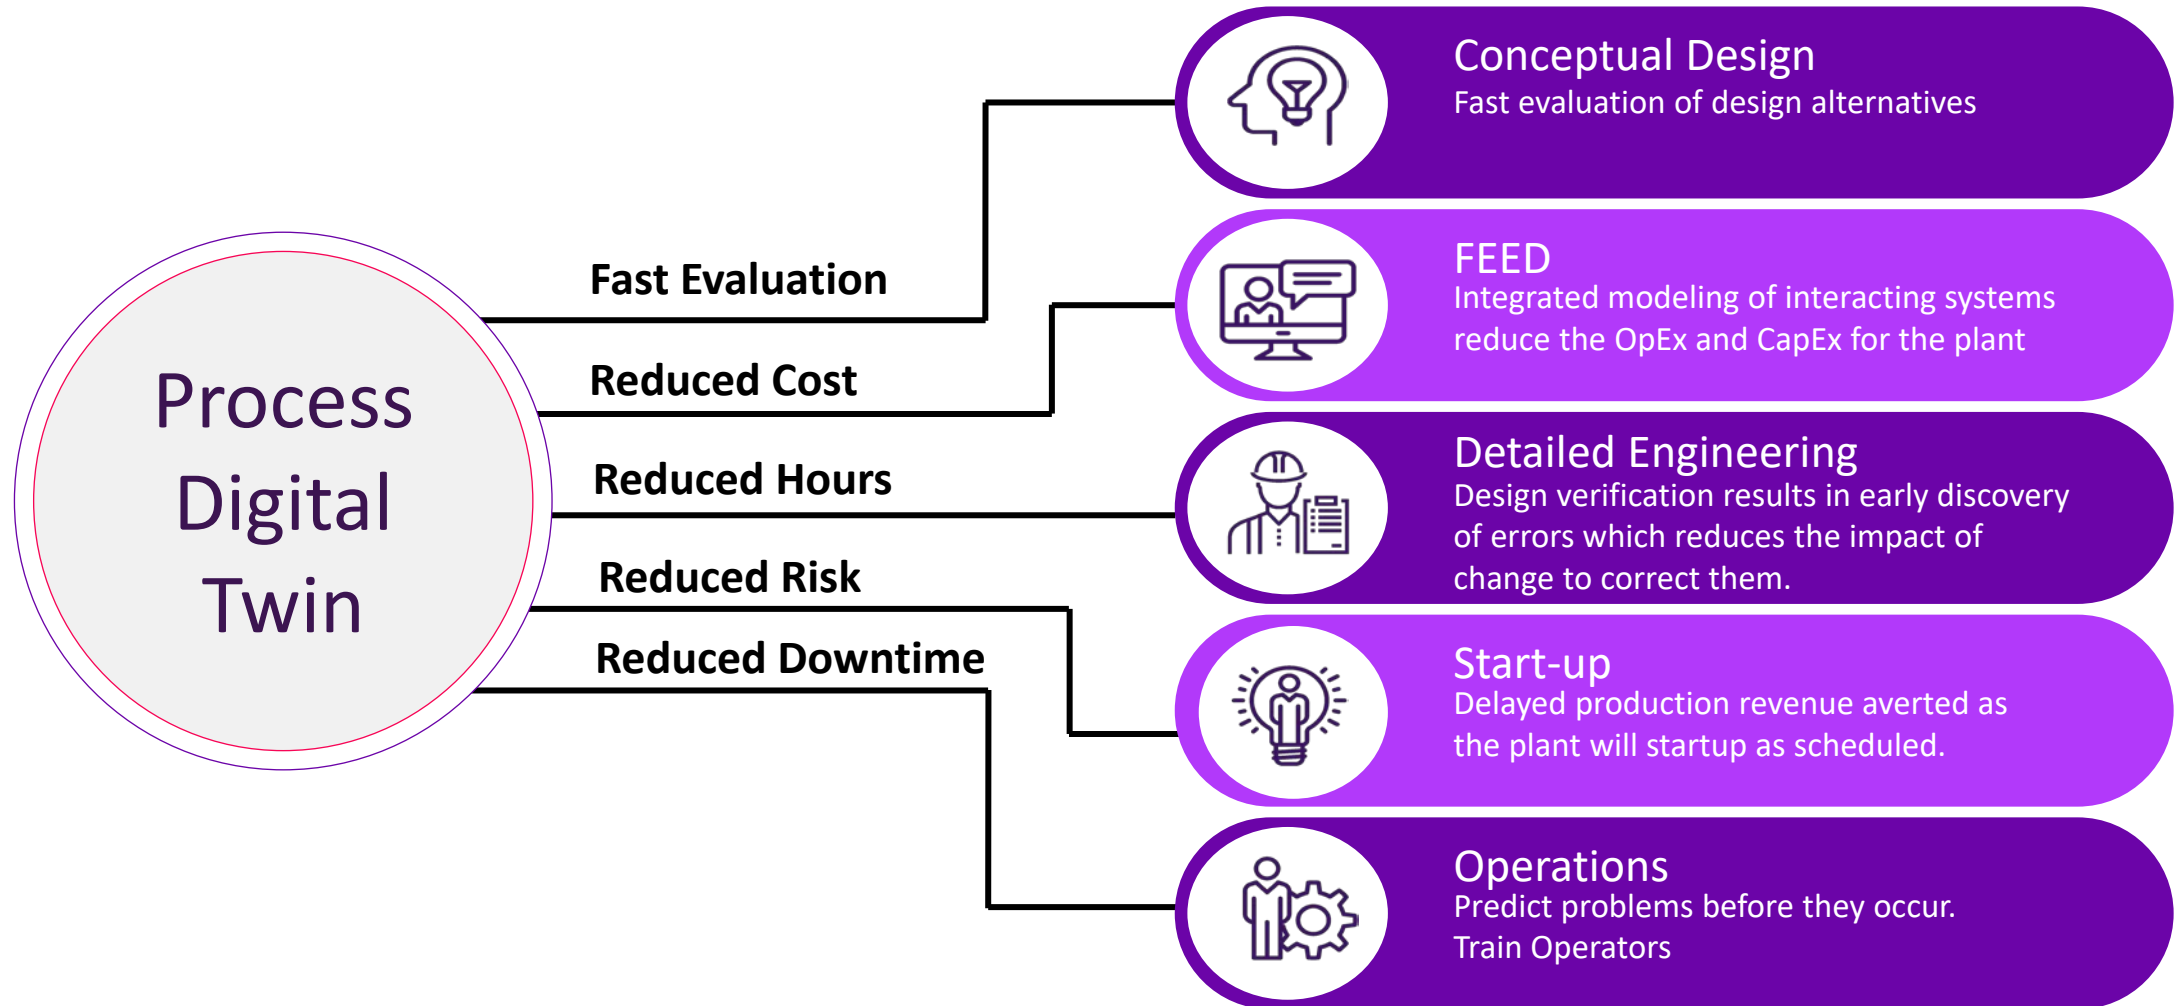 Process
Digital
Twin
Fast Evaluation
Reduced Cost
Reduced Hours
Reduced Risk
Reduced Downtime
Conceptual Design
Fast evaluation of design alternatives
FEED
Integrated modeling of interacting systems
reduce the OpEx and CapEx for the plant
Detailed Engineering
Design verification results in early discovery
of errors which reduces the impact of
change to correct them.
Start-up
Delayed production revenue averted as
the plant will startup as scheduled.
Operations
Predict problems before they occur.
Train Operators